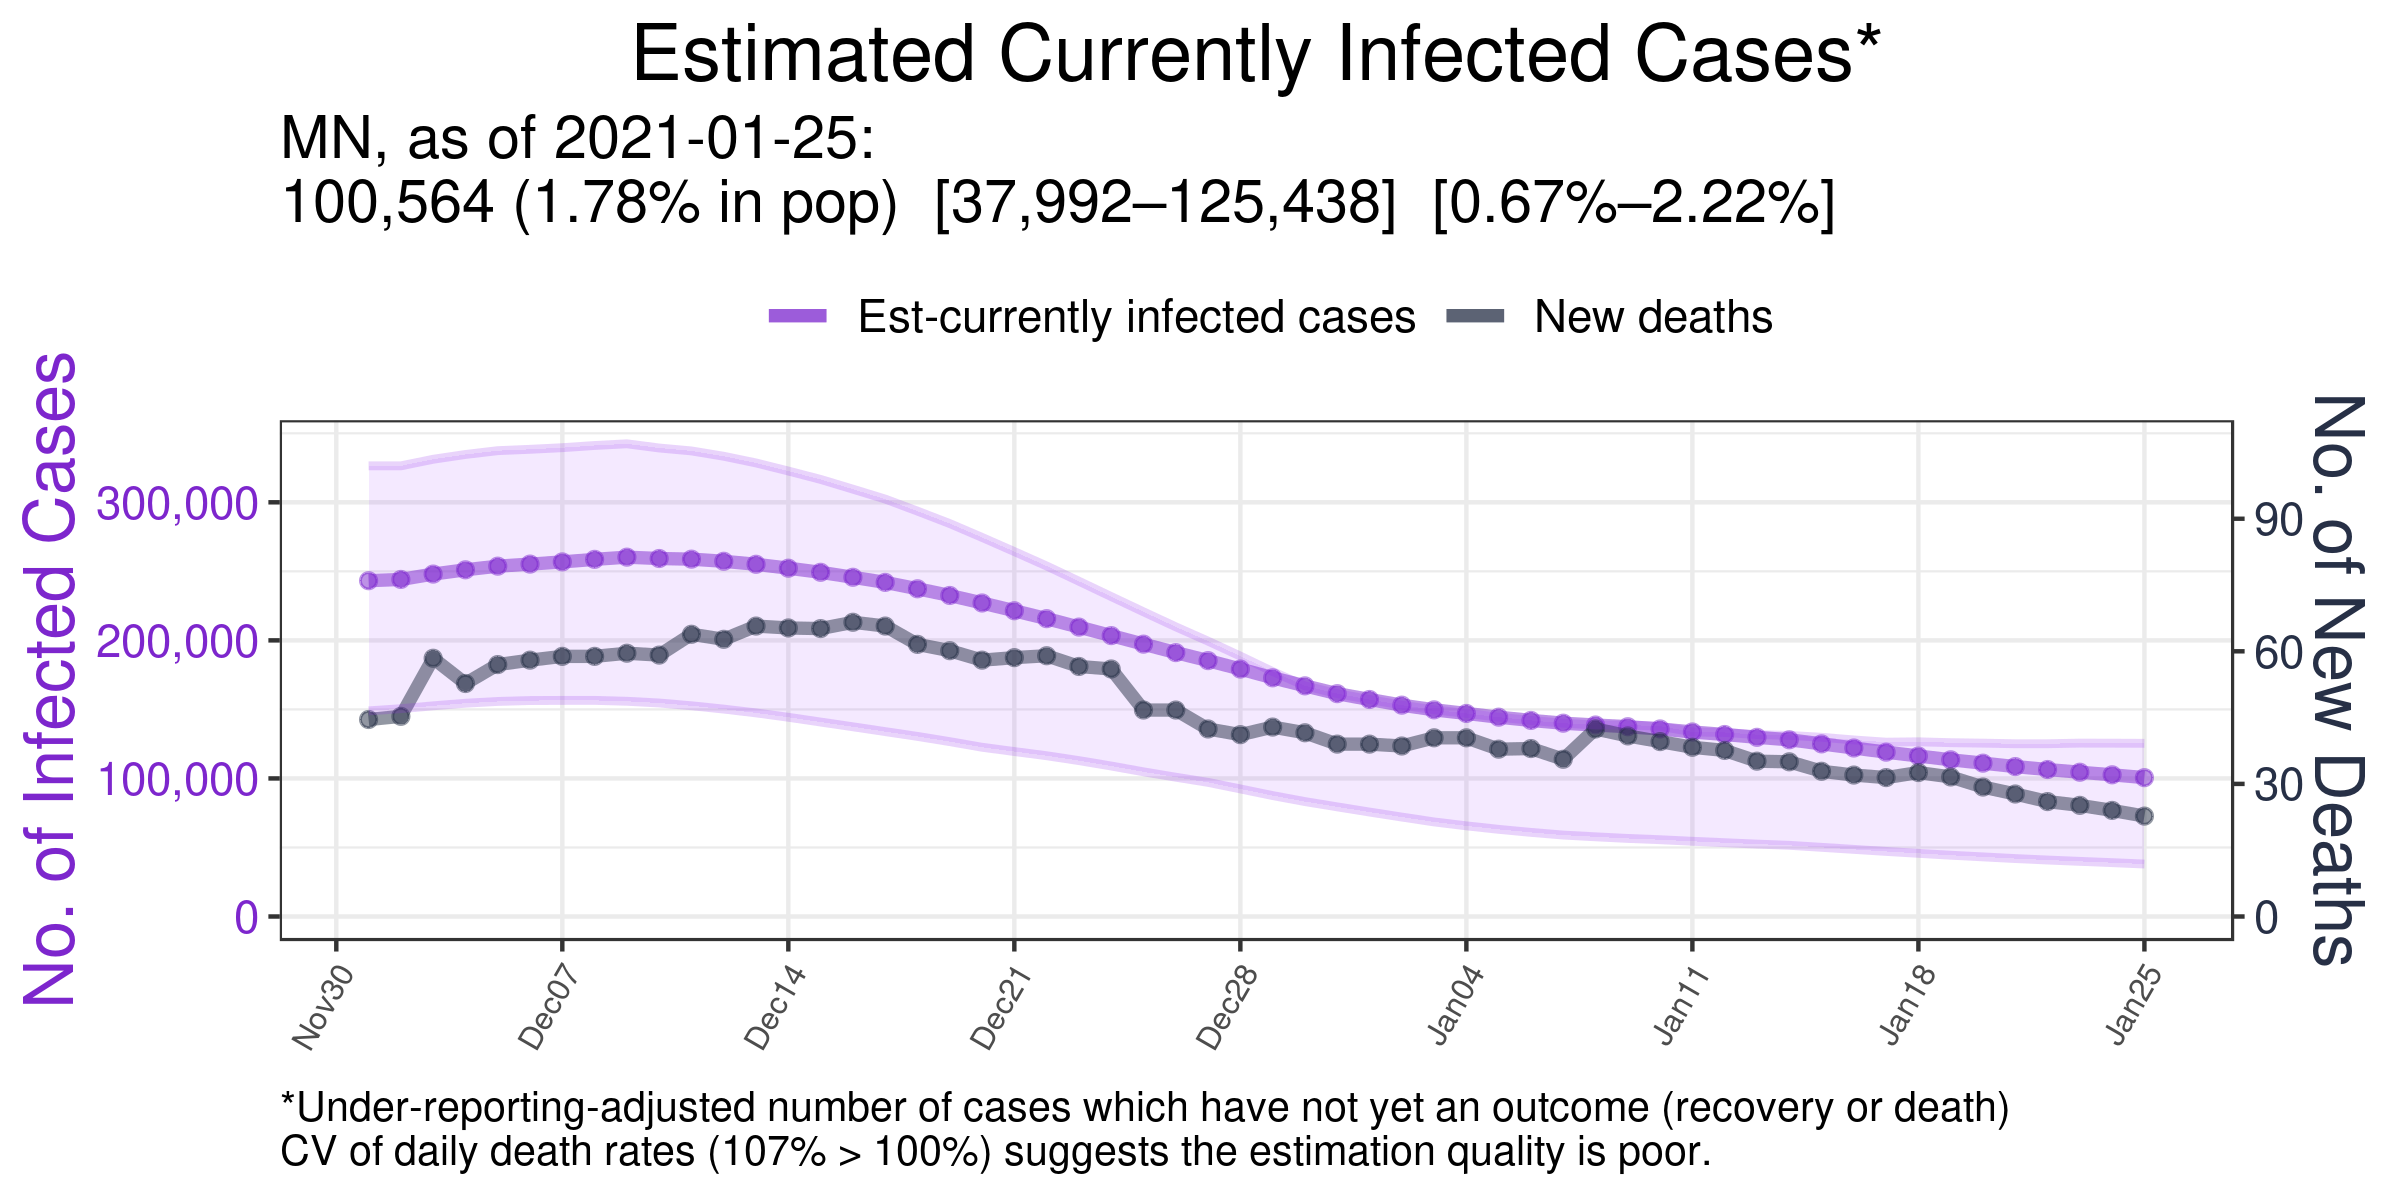 Estimated Currently Infected Cases*
MN, as of 2021-01-25:
100,564 (1.78% in pop)  [37,992–125,438]  [0.67%–2.22%]
Est-currently infected cases
New deaths
No. of Infected Cases
300,000
200,000
100,000
0
No. of New Deaths
90
60
30
0
Nov30
Dec07
Dec14
Dec21
Dec28
Jan04
Jan11
Jan18
Jan25
*Under-reporting-adjusted number of cases which have not yet an outcome (recovery or death)
CV of daily death rates (107% > 100%) suggests the estimation quality is poor.